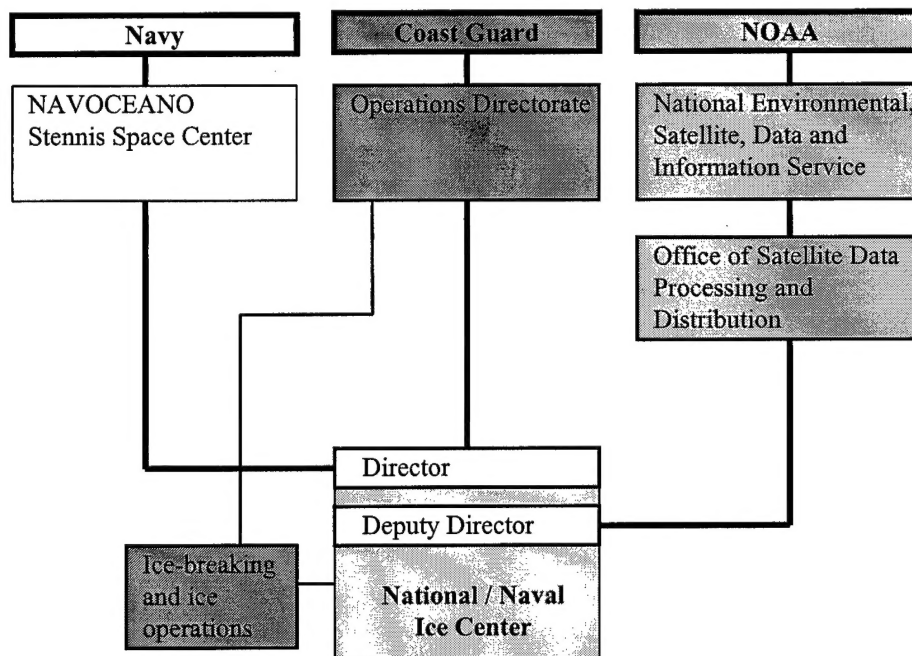 Navy
Coast Guard
NOAA
NAVOCEANO
Stennis Space Center
Operations Directorate
National Environmental,
Satellite, Data and
Information Service
Office of Satellite Data
Processing and
Distribution
Director
Deputy Director
Ice-breaking
and ice
operations
National / Naval
Ice Center